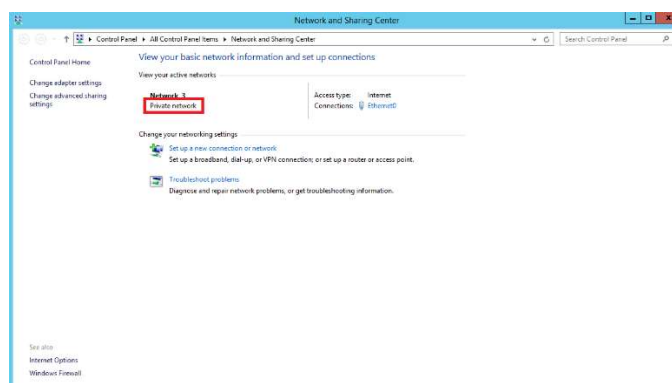 Network and Sharing Center
Control Panel ▸ All Control Panel Items ▸ Network and Sharing Center
Search Control Panel
Control Panel Home
Change adapter settings
Change advanced sharing
settings
View your basic network information and set up connections
View your active networks
Network 3
Private network
Access type: Internet
Connections: Ethernet0
Change your networking settings
Set up a new connection or network
Set up a broadband, dial-up, or VPN connection; or set up a router or access point.
Troubleshoot problems
Diagnose and repair network problems, or get troubleshooting information.
See also
Internet Options
Windows Firewall